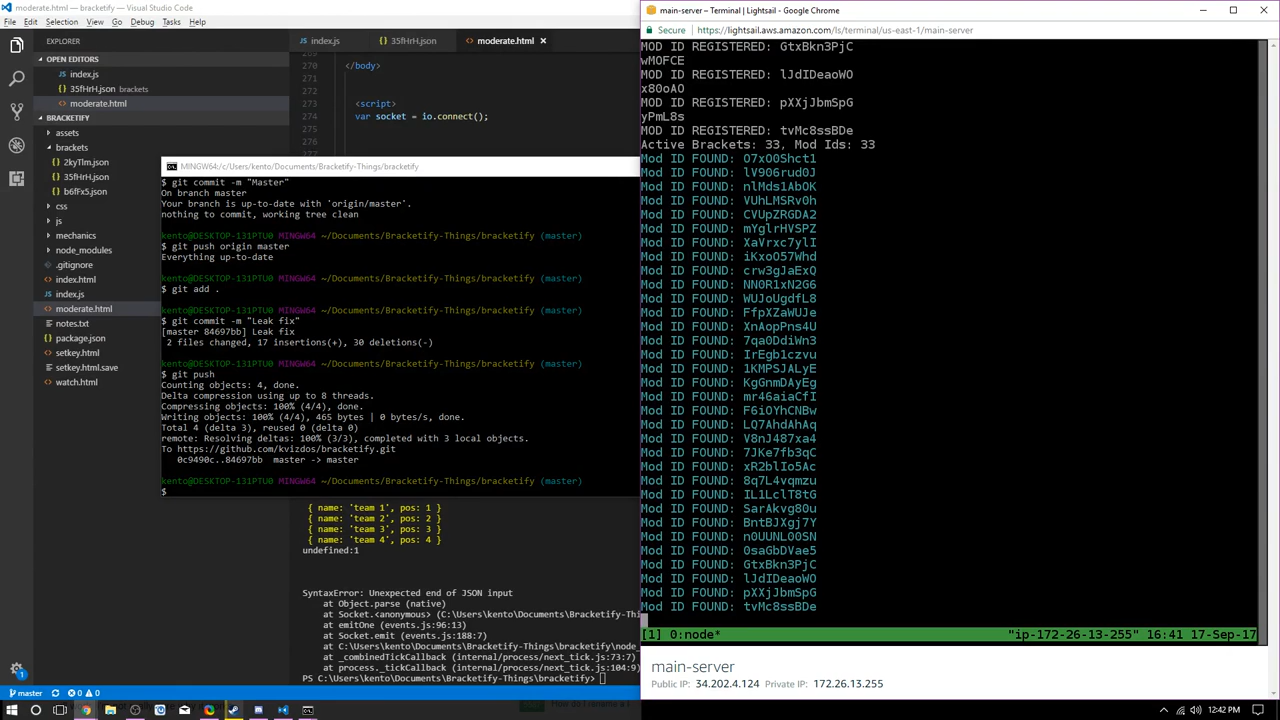 moderate.html - bracketify - Visual Studio Code
File Edit Selection View Go Debug Tasks Help
EXPLORER
OPEN EDITORS
index.js
35fHrH.json brackets
moderate.html
BRACKETIFY
assets
brackets
2kyTlm.json
35fHrH.json
b6fFxS.json
css
js
mechanics
node_modules
.gitignore
index.html
index.js
moderate.html
notes.txt
package.json
setkey.html
setkey.html.save
watch.html
index.js 35fHrH.json moderate.html
269
270 </body>
271
272
273 <script>
274 var socket = io.connect();
275
MINGW64:/c/Users/kento/Documents/Bracketify-Things/bracketify
$ git commit -m "Master"
On branch master
Your branch is up-to-date with 'origin/master'.
nothing to commit, working tree clean
kento@DESKTOP-131PTU0 MINGW64 ~/Documents/Bracketify-Things/bracketify (master)
$ git push origin master
Everything up-to-date
kento@DESKTOP-131PTU0 MINGW64 ~/Documents/Bracketify-Things/bracketify (master)
$ git add .
kento@DESKTOP-131PTU0 MINGW64 ~/Documents/Bracketify-Things/bracketify (master)
$ git commit -m "Leak fix"
[master 84697bb] Leak fix
2 files changed, 17 insertions(+), 30 deletions(-)
kento@DESKTOP-131PTU0 MINGW64 ~/Documents/Bracketify-Things/bracketify (master)
$ git push
Counting objects: 4, done.
Delta compression using up to 8 threads.
Compressing objects: 100% (4/4), done.
Writing objects: 100% (4/4), 465 bytes | 0 bytes/s, done.
Total 4 (delta 3), reused 0 (delta 0)
remote: Resolving deltas: 100% (3/3), completed with 3 local objects.
To https://github.com/kvizdos/bracketify.git
0c9490c..84697bb master -> master
kento@DESKTOP-131PTU0 MINGW64 ~/Documents/Bracketify-Things/bracketify (master)
$
{ name: 'team 1', pos: 1 }
{ name: 'team 2', pos: 2 }
{ name: 'team 3', pos: 3 }
{ name: 'team 4', pos: 4 }
undefined:1
SyntaxError: Unexpected end of JSON input
at Object.parse (native)
at Socket.<anonymous> (C:\Users\kento\Documents\Bracketify-Thi
at emitOne (events.js:96:13)
at Socket.emit (events.js:188:7)
at C:\Users\kento\Documents\Bracketify-Things\bracketify\node_
at _combinedTickCallback (internal/process/next_tick.js:73:7)
at process._tickCallback (internal/process/next_tick.js:104:9)
PS C:\Users\kento\Documents\Bracketify-Things\bracketify>
master 0 0
main-server – Terminal | Lightsail - Google Chrome
Secure https://lightsail.aws.amazon.com/ls/terminal/us-east-1/main-server
MOD ID REGISTERED: GtxBkn3PjC
wMOFCE
MOD ID REGISTERED: lJdIDeaoWO
x80oAO
MOD ID REGISTERED: pXXjJbmSpG
yPmL8s
MOD ID REGISTERED: tvMc8ssBDe
Active Brackets: 33, Mod Ids: 33
Mod ID FOUND: O7xO0Shct1
Mod ID FOUND: lV906rud0J
Mod ID FOUND: nlMds1AbOK
Mod ID FOUND: VUhLMSRv0h
Mod ID FOUND: CVUpZRGDA2
Mod ID FOUND: mYglrHVSPZ
Mod ID FOUND: XaVrxc7ylI
Mod ID FOUND: iKxoO57Whd
Mod ID FOUND: crw3gJaExQ
Mod ID FOUND: NN0R1xN2G6
Mod ID FOUND: WUJoUgdfL8
Mod ID FOUND: FfpXZaWUJe
Mod ID FOUND: XnAopPns4U
Mod ID FOUND: 7qa0DdiWn3
Mod ID FOUND: IrEgb1czvu
Mod ID FOUND: 1KMPSJALyE
Mod ID FOUND: KgGnmDAyEg
Mod ID FOUND: mr46aiaCfI
Mod ID FOUND: F6iOYhCNBw
Mod ID FOUND: LQ7AhdAhAq
Mod ID FOUND: V8nJ487xa4
Mod ID FOUND: 7JKe7fb3qC
Mod ID FOUND: xR2blIo5Ac
Mod ID FOUND: 8q7L4vqmzu
Mod ID FOUND: IL1LclT8tG
Mod ID FOUND: SarAkvg80u
Mod ID FOUND: BntBJXgj7Y
Mod ID FOUND: n0UUNL00SN
Mod ID FOUND: 0saGbDVae5
Mod ID FOUND: GtxBkn3PjC
Mod ID FOUND: lJdIDeaoWO
Mod ID FOUND: pXXjJbmSpG
Mod ID FOUND: tvMc8ssBDe
[1] 0:node* "ip-172-26-13-255" 16:41 17-Sep-17
main-server
Public IP: 34.202.4.124 Private IP: 172.26.13.255
12:42 PM